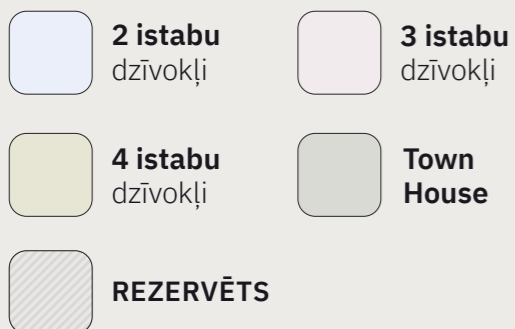 2 istabu
dzīvokļi
3 istabu
dzīvokļi
4 istabu
dzīvokļi
Town
House
REZERVĒTS